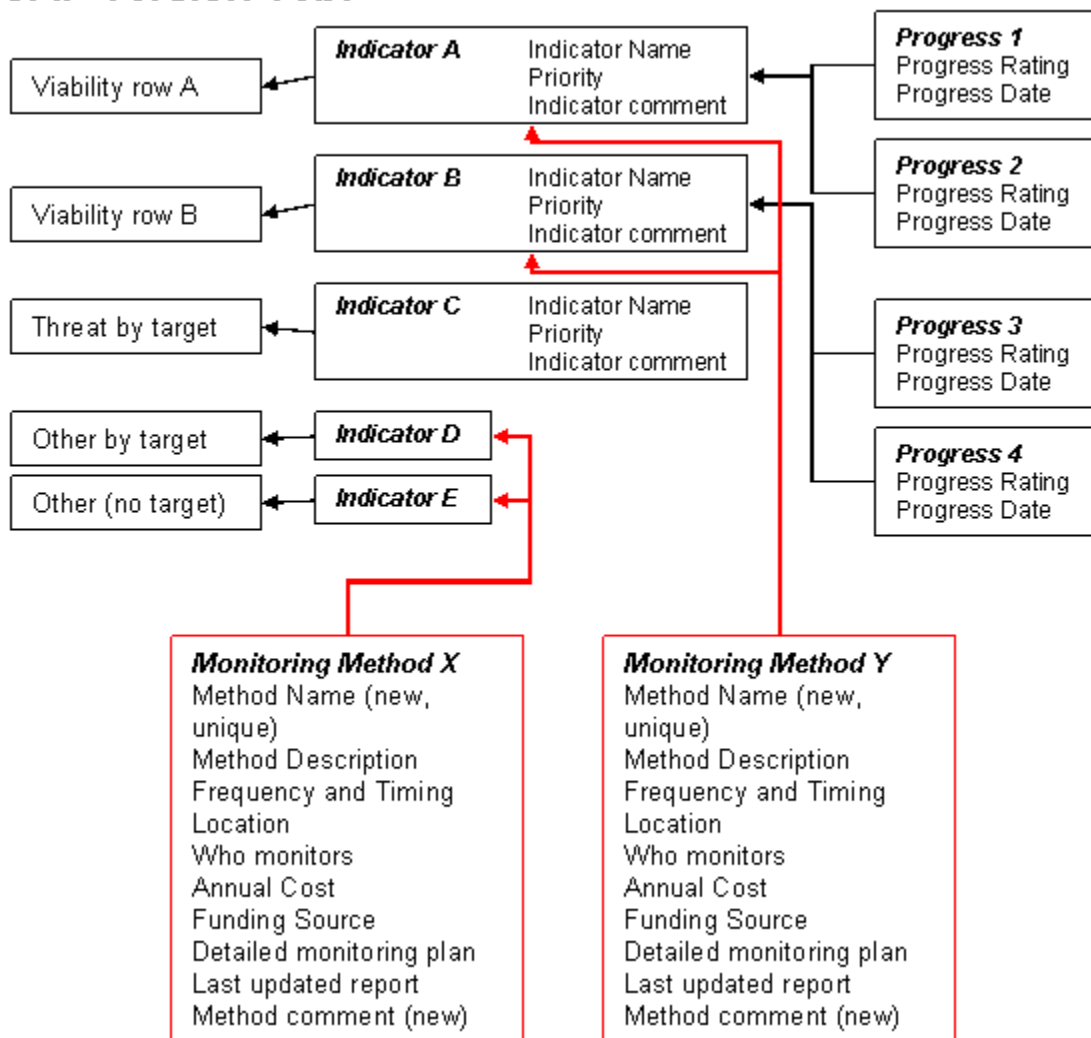 Indicator A Indicator Name
Priority
Indicator comment
Progress 1
Progress Rating
Progress Date
Viability row A
Progress 2
Progress Rating
Progress Date
Indicator B Indicator Name
Priority
Indicator comment
Viability row B
Indicator C Indicator Name
Priority
Indicator comment
Threat by target
Progress 3
Progress Rating
Progress Date
Other by target
Indicator D
Progress 4
Progress Rating
Progress Date
Other (no target)
Indicator E
Monitoring Method X
Method Name (new,
unique)
Method Description
Frequency and Timing
Location
Who monitors
Annual Cost
Funding Source
Detailed monitoring plan
Last updated report
Method comment (new)
Monitoring Method Y
Method Name (new,
unique)
Method Description
Frequency and Timing
Location
Who monitors
Annual Cost
Funding Source
Detailed monitoring plan
Last updated report
Method comment (new)